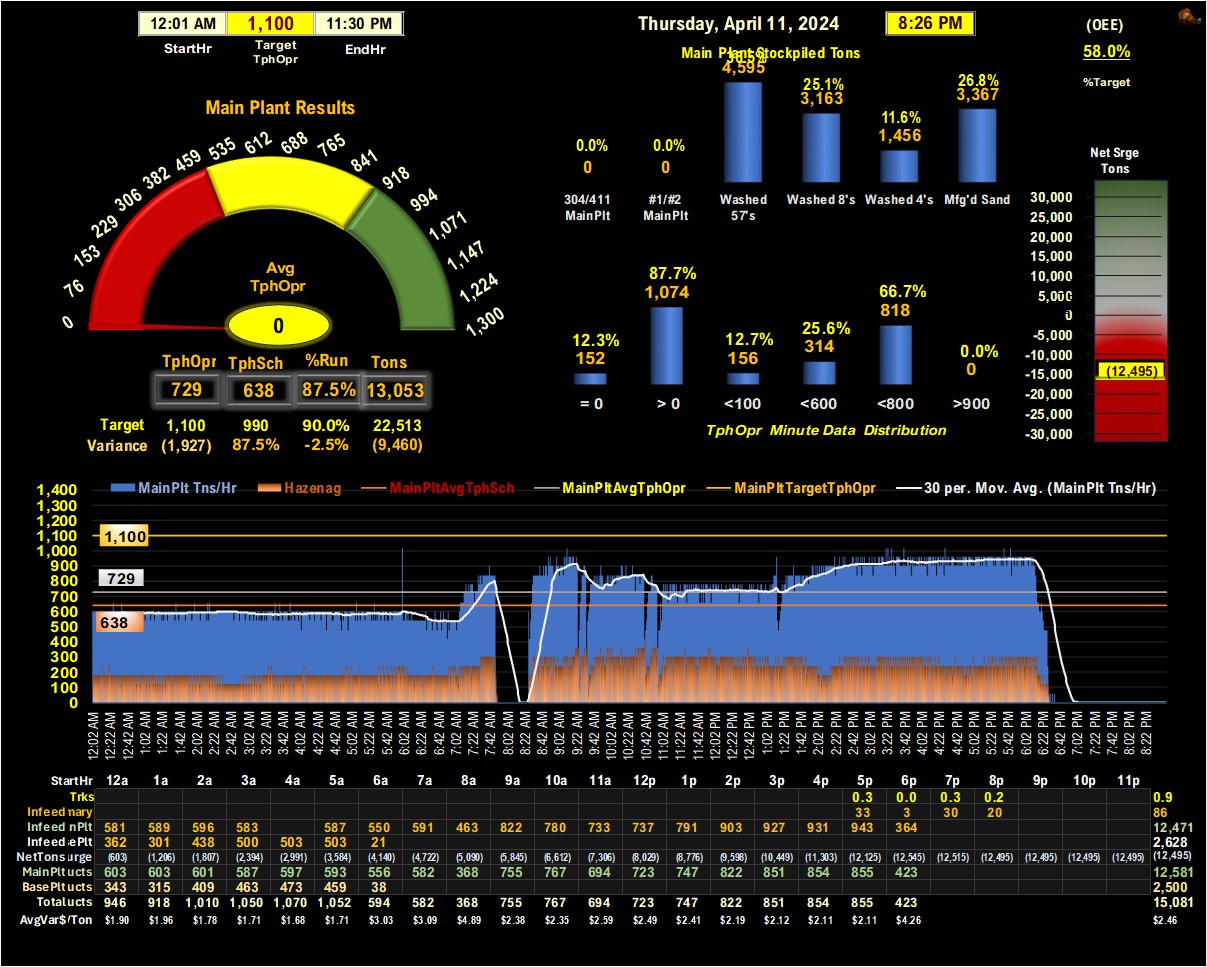 12:01 AM 1,100 11:30 PM
StartHr Target TphOpr EndHr
Thursday, April 11, 2024 8:26 PM
(OEE)
58.0%
%Target
Main Plant Stockpiled Tons
4,595 25.1% 26.8%
3,163 3,367
11.6%
1,456
0.0% 0.0%
0 0
304/411 MainPlt #1/#2 MainPlt Washed 57's Washed 8's Washed 4's Mfg'd Sand
Main Plant Results
0 76 153 229 306 382 459 535 612 688 765 841 918 994 1,071 1,147 1,224 1,300
Avg
TphOpr
0
TphOpr TphSch %Run Tons
729 638 87.5% 13,053
Target 1,100 990 90.0% 22,513
Variance (1,927) 87.5% -2.5% (9,460)
12.3% 87.7% 12.7% 25.6% 66.7% 0.0%
152 1,074 156 314 818 0
= 0 > 0 <100 <600 <800 >900
TphOpr Minute Data Distribution
Net Srge
Tons
30,000
25,000
20,000
15,000
10,000
5,000
0
-5,000
-10,000
-15,000
-20,000
-25,000
-30,000
(12,495)
MainPlt Tns/Hr Hazenag MainPltAvgTphSch MainPltAvgTphOpr MainPltTargetTphOpr 30 per. Mov. Avg. (MainPlt Tns/Hr)
1,400
1,300
1,200
1,100
1,000
900
800
700
600
500
400
300
200
100
0
1,100
729
638
12:02 AM 12:22 AM 12:42 AM 1:02 AM 1:22 AM 1:42 AM 2:02 AM 2:22 AM 2:42 AM 3:02 AM 3:22 AM 3:42 AM 4:02 AM 4:22 AM 4:42 AM 5:02 AM 5:22 AM 5:42 AM 6:02 AM 6:22 AM 6:42 AM 7:02 AM 7:22 AM 7:42 AM 8:02 AM 8:22 AM 8:42 AM 9:02 AM 9:22 AM 9:42 AM 10:02 AM 10:22 AM 10:42 AM 11:02 AM 11:22 AM 11:42 AM 12:02 PM 12:22 PM 12:42 PM 1:02 PM 1:22 PM 1:42 PM 2:02 PM 2:22 PM 2:42 PM 3:02 PM 3:22 PM 3:42 PM 4:02 PM 4:22 PM 4:42 PM 5:02 PM 5:22 PM 5:42 PM 6:02 PM 6:22 PM 6:42 PM 7:02 PM 7:22 PM 7:42 PM 8:02 PM 8:22 PM
StartHr 12a 1a 2a 3a 4a 5a 6a 7a 8a 9a 10a 11a 12p 1p 2p 3p 4p 5p 6p 7p 8p 9p 10p 11p
Trks 0.3 0.0 0.3 0.2 0.9
Infeed mary 33 3 30 20 86
Infeed nPlt 581 589 596 583 587 550 591 463 822 780 733 737 791 903 927 931 943 364 12,471
Infeed ePlt 362 301 438 500 503 503 21 2,628
NetTons urge (603) (1,206) (1,807) (2,394) (2,991) (3,584) (4,140) (4,722) (5,090) (5,845) (6,612) (7,306) (8,029) (8,776) (9,598) (10,449) (11,303) (12,125) (12,545) (12,515) (12,495) (12,495) (12,495) (12,495) (12,495)
MainPlt ucts 603 603 601 587 597 593 556 582 368 755 767 694 723 747 822 851 854 855 423 12,581
BasePlt ucts 343 315 409 463 473 459 38 2,500
Total ucts 946 918 1,010 1,050 1,070 1,052 594 582 368 755 767 694 723 747 822 851 854 855 423 15,081
AvgVar$/Ton $1.90 $1.96 $1.78 $1.71 $1.68 $1.71 $3.03 $3.09 $4.89 $2.38 $2.35 $2.59 $2.49 $2.41 $2.19 $2.12 $2.11 $2.11 $4.26 $2.46